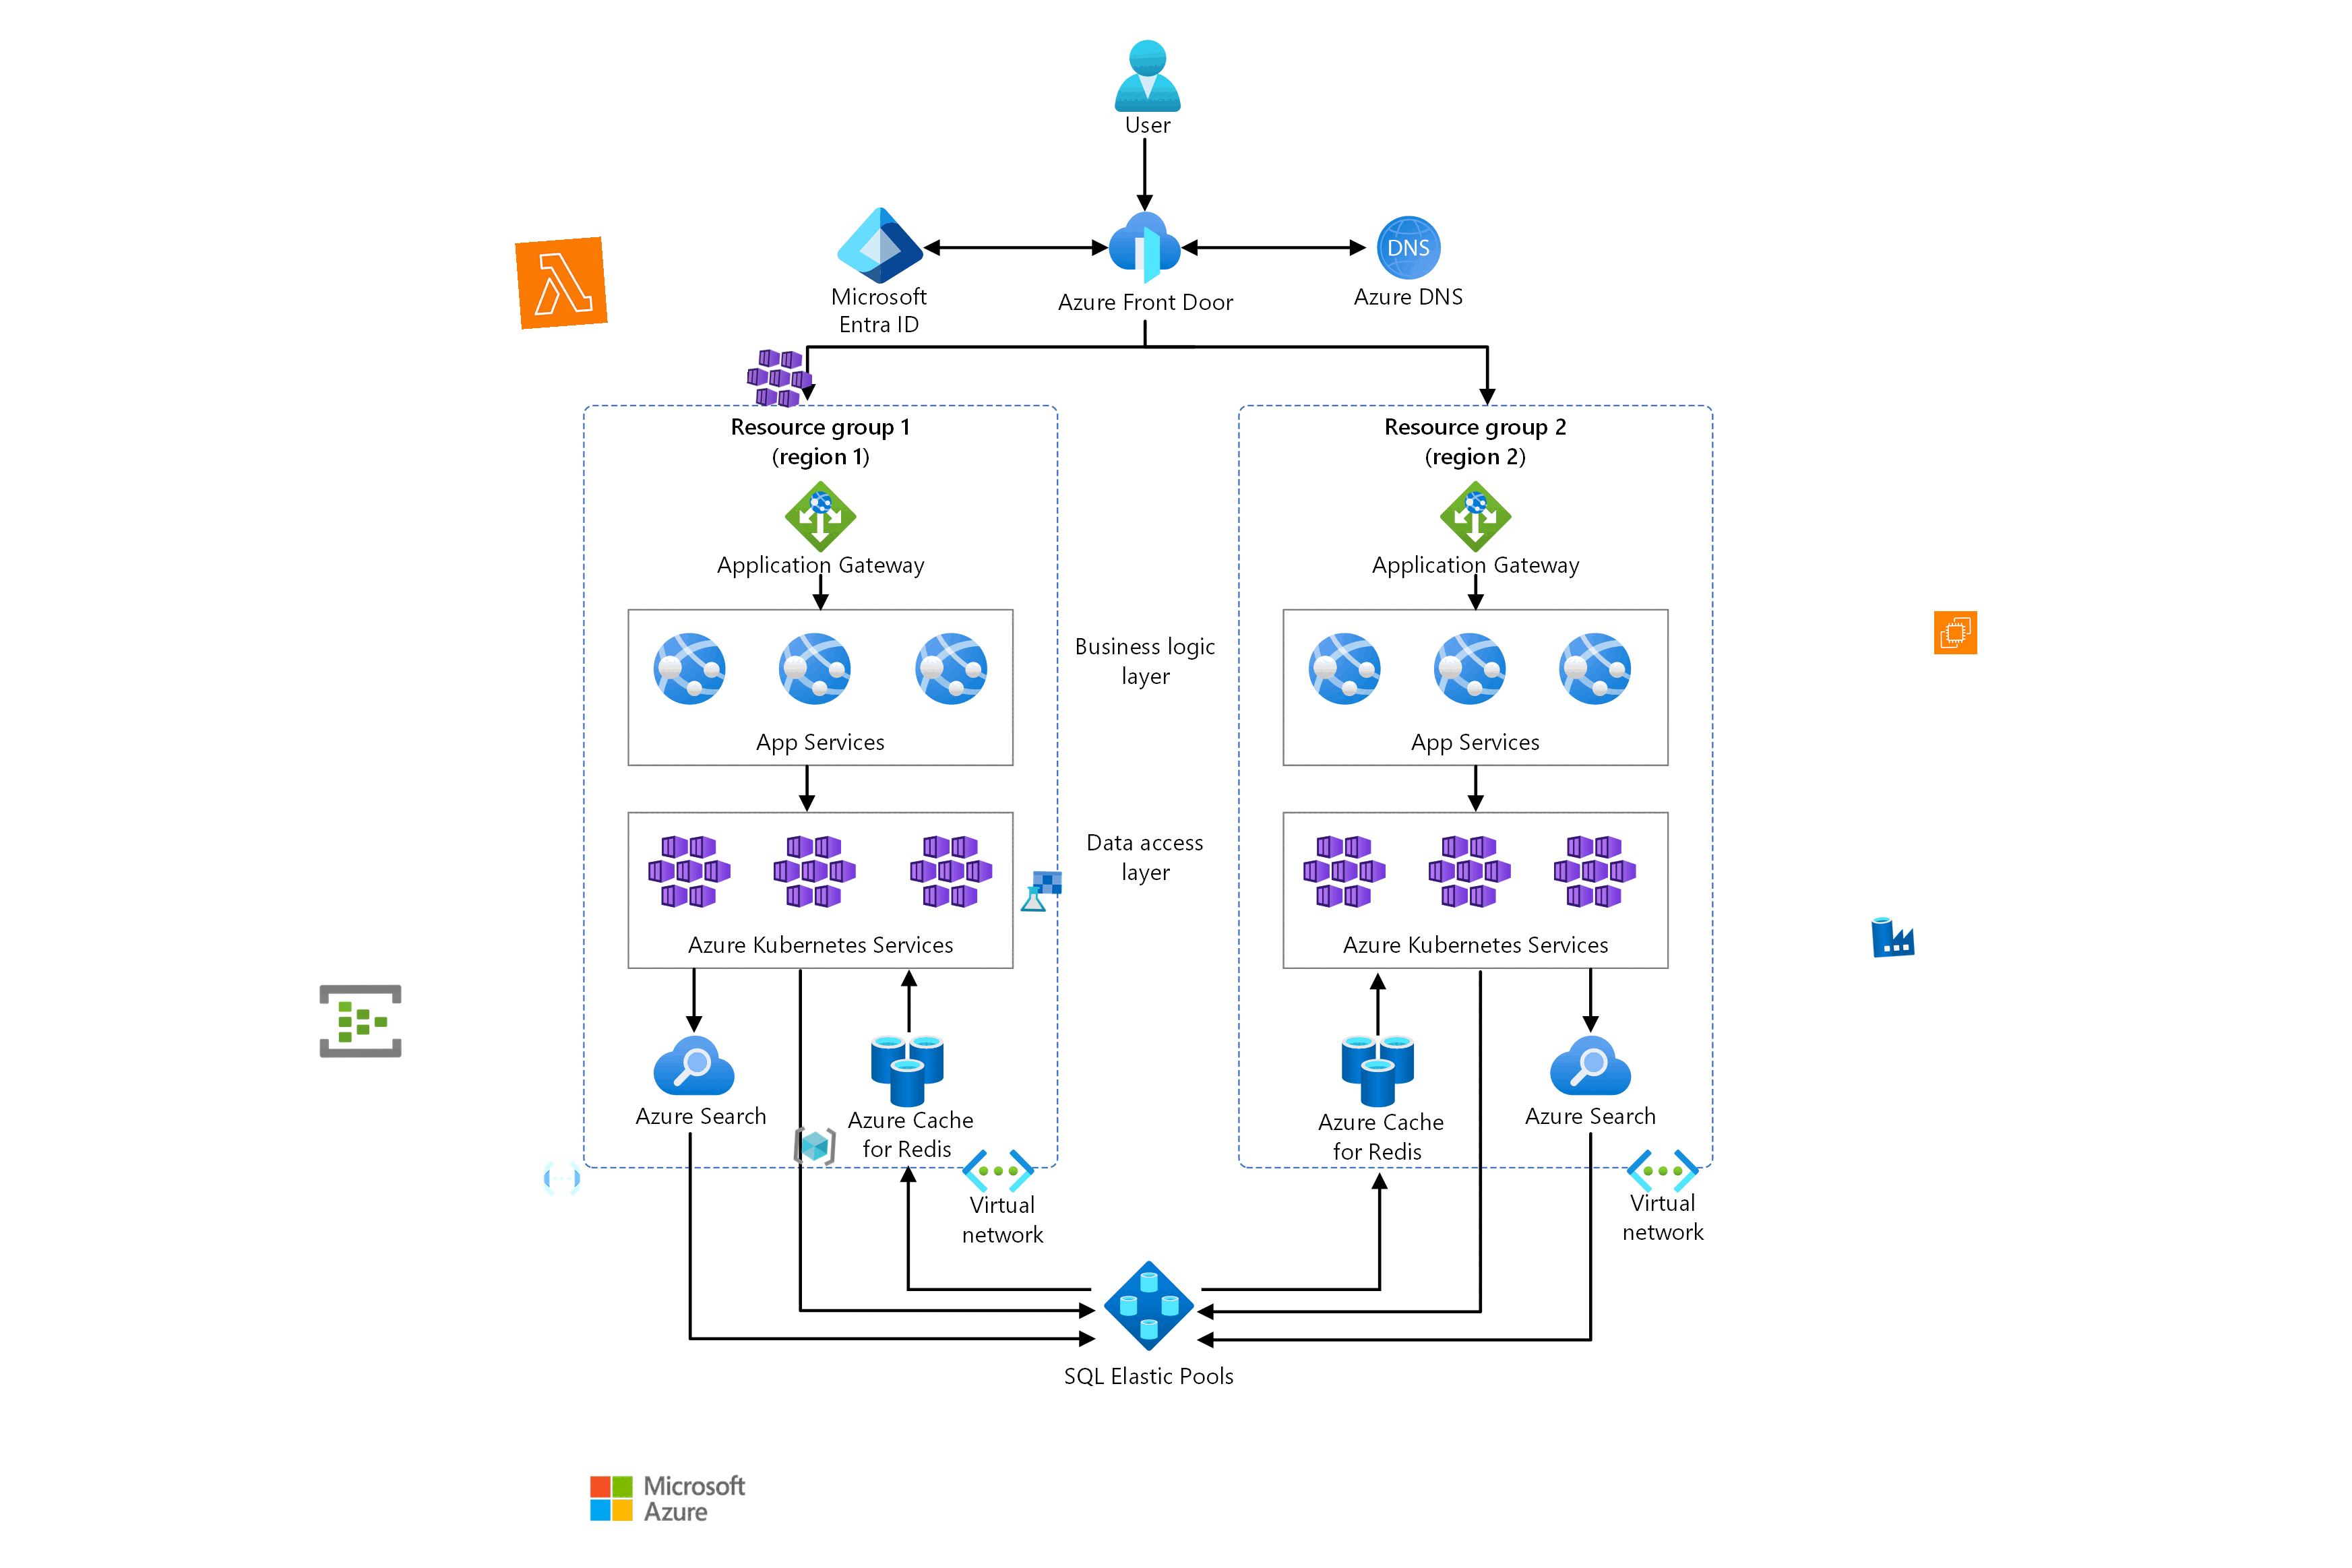 User
Microsoft
Entra ID
Azure Front Door
DNS
Azure DNS
Resource group 1
(region 1)
Resource group 2
(region 2)
Application Gateway
Application Gateway
Business logic
layer
App Services
App Services
Data access
layer
Azure Kubernetes Services
Azure Kubernetes Services
Azure Search
Azure Cache
for Redis
Azure Cache
for Redis
Azure Search
Virtual
network
Virtual
network
SQL Elastic Pools
Microsoft
Azure